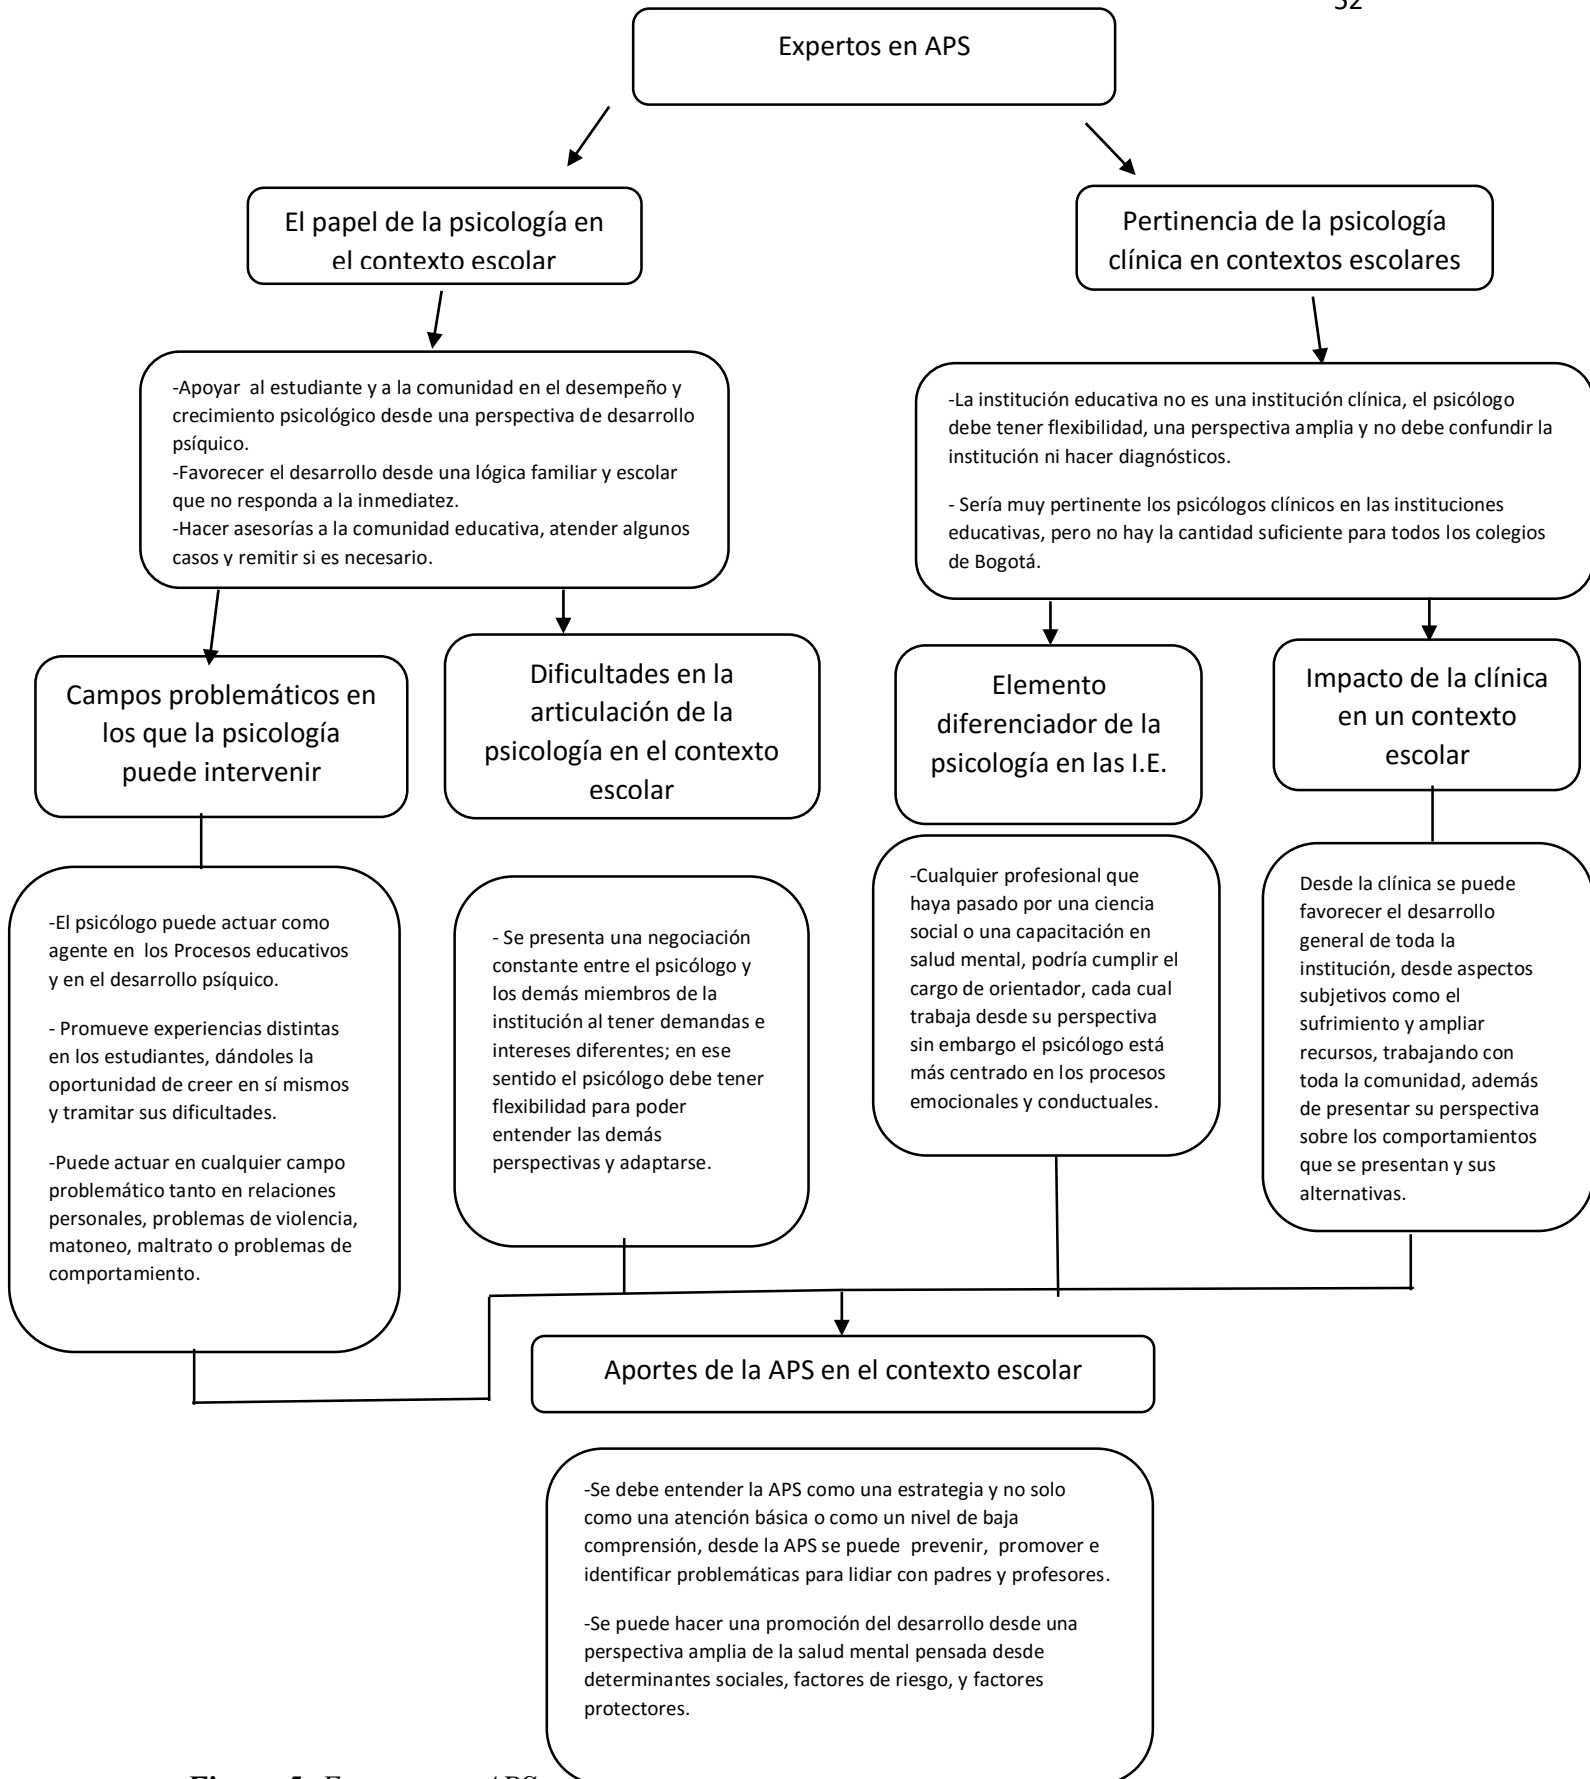 52
Expertos en APS
El papel de la psicología en
el contexto escolar
Pertinencia de la psicología
clínica en contextos escolares
-Apoyar al estudiante y a la comunidad en el desempeño y
crecimiento psicológico desde una perspectiva de desarrollo
psíquico.
-Favorecer el desarrollo desde una lógica familiar y escolar
que no responda a la inmediatez.
-Hacer asesorías a la comunidad educativa, atender algunos
casos y remitir si es necesario.
-La institución educativa no es una institución clínica, el psicólogo
debe tener flexibilidad, una perspectiva amplia y no debe confundir la
institución ni hacer diagnósticos.
- Sería muy pertinente los psicólogos clínicos en las instituciones
educativas, pero no hay la cantidad suficiente para todos los colegios
de Bogotá.
Campos problemáticos en
los que la psicología
puede intervenir
Dificultades en la
articulación de la
psicología en el contexto
escolar
Elemento
diferenciador de la
psicología en las I.E.
Impacto de la clínica
en un contexto
escolar
-El psicólogo puede actuar como
agente en los Procesos educativos
y en el desarrollo psíquico.
- Promueve experiencias distintas
en los estudiantes, dándoles la
oportunidad de creer en sí mismos
y tramitar sus dificultades.
-Puede actuar en cualquier campo
problemático tanto en relaciones
personales, problemas de violencia,
matoneo, maltrato o problemas de
comportamiento.
- Se presenta una negociación
constante entre el psicólogo y
los demás miembros de la
institución al tener demandas e
intereses diferentes; en ese
sentido el psicólogo debe tener
flexibilidad para poder
entender las demás
perspectivas y adaptarse.
-Cualquier profesional que
haya pasado por una ciencia
social o una capacitación en
salud mental, podría cumplir el
cargo de orientador, cada cual
trabaja desde su perspectiva
sin embargo el psicólogo está
más centrado en los procesos
emocionales y conductuales.
Desde la clínica se puede
favorecer el desarrollo
general de toda la
institución, desde aspectos
subjetivos como el
sufrimiento y ampliar
recursos, trabajando con
toda la comunidad, además
de presentar su perspectiva
sobre los comportamientos
que se presentan y sus
alternativas.
Aportes de la APS en el contexto escolar
-Se debe entender la APS como una estrategia y no solo
como una atención básica o como un nivel de baja
comprensión, desde la APS se puede prevenir, promover e
identificar problemáticas para lidiar con padres y profesores.
-Se puede hacer una promoción del desarrollo desde una
perspectiva amplia de la salud mental pensada desde
determinantes sociales, factores de riesgo, y factores
protectores.